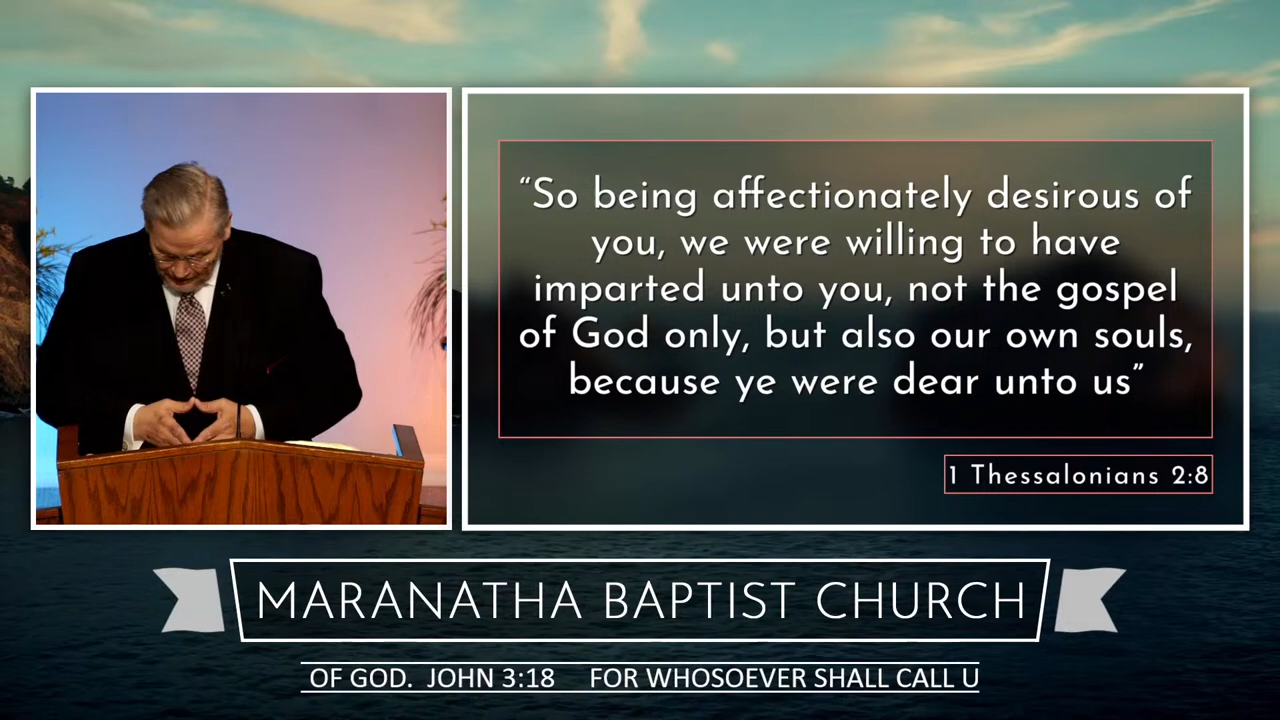 “So being affectionately desirous of
you, we were willing to have
imparted unto you, not the gospel
of God only, but also our own souls,
because ye were dear unto us”
1 Thessalonians 2:8
MARANATHA BAPTIST CHURCH
OF GOD.  JOHN 3:18     FOR WHOSOEVER SHALL CALL U